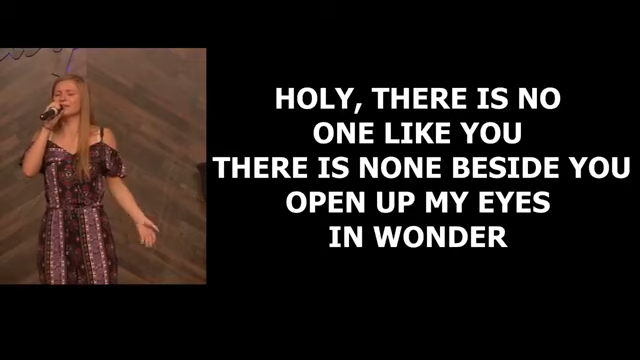 HOLY, THERE IS NO
ONE LIKE YOU
THERE IS NONE BESIDE YOU
OPEN UP MY EYES
IN WONDER